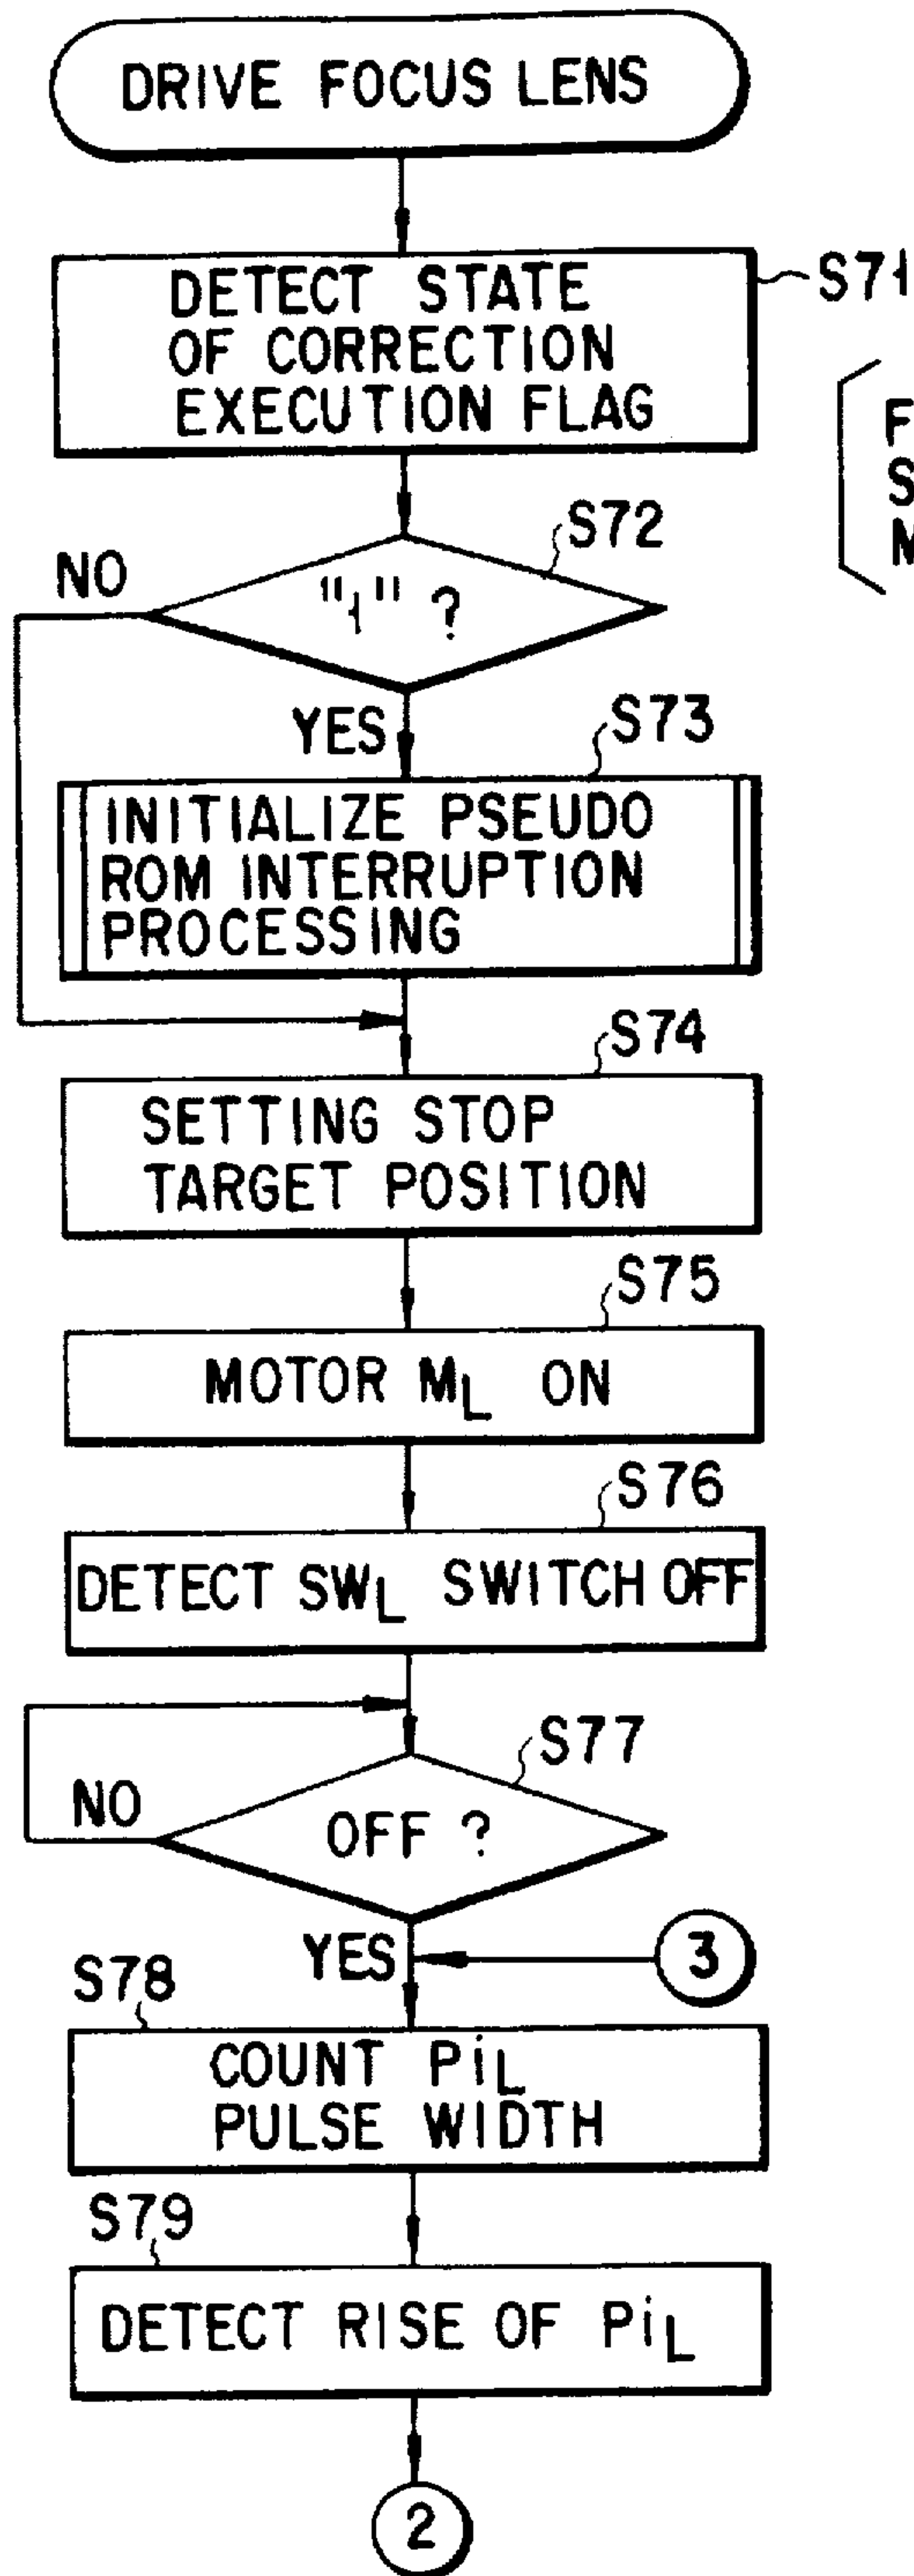 DRIVE FOCUS LENS
S71
DETECT STATE
OF CORRECTION
EXECUTION FLAG
F
S
M
S72
NO
"1" ?
YES
S73
INITIALIZE PSEUDO
ROM INTERRUPTION
PROCESSING
S74
SETTING STOP
TARGET POSITION
S75
MOTOR ML ON
S76
DETECT SWL SWITCH OFF
S77
NO
OFF ?
YES
3
S78
COUNT PiL
PULSE WIDTH
S79
DETECT RISE OF PiL
2